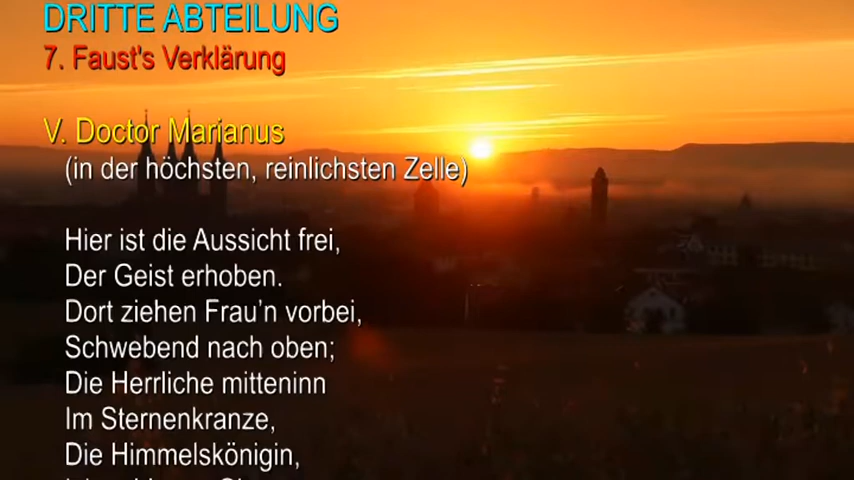 DRITTE ABTEILUNG
7. Faust's Verklärung
V. Doctor Marianus
(in der höchsten, reinlichsten Zelle)
Hier ist die Aussicht frei,
Der Geist erhoben.
Dort ziehen Frau’n vorbei,
Schwebend nach oben;
Die Herrliche mitteninn
Im Sternenkranze,
Die Himmelskönigin,